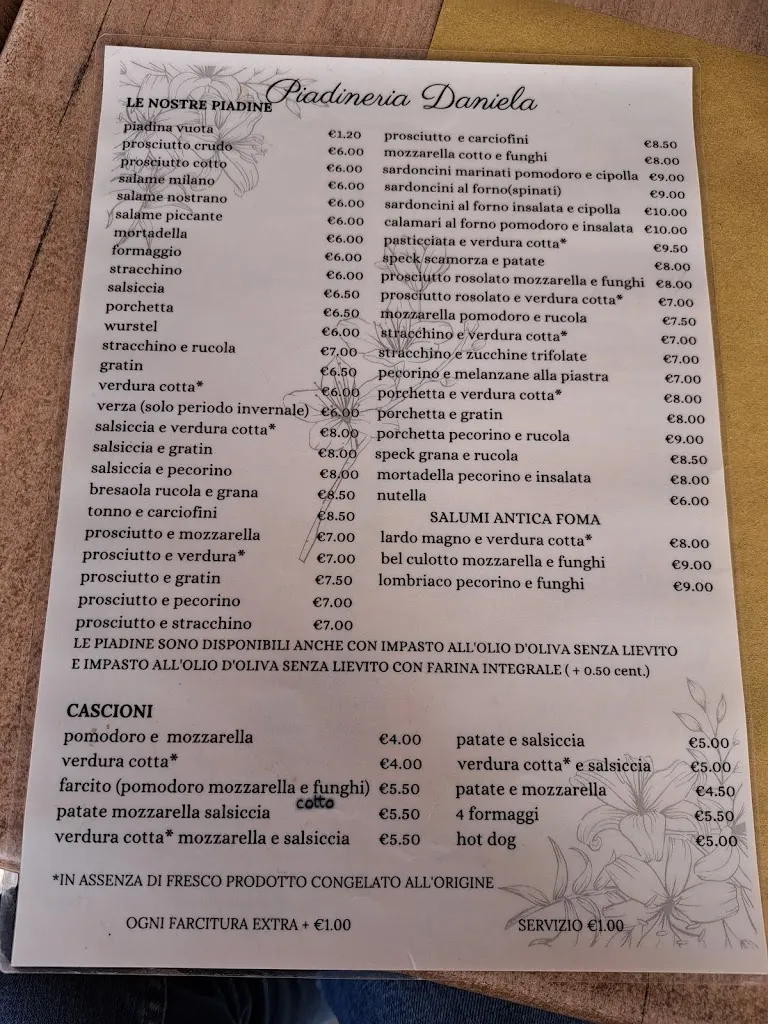 Piadineria Daniela
LE NOSTRE PIADINE
piadina vuota €1.20
prosciutto crudo €6.00
prosciutto cotto €6.00
salame milano €6.00
salame nostrano €6.00
salame piccante €6.00
mortadella €6.00
formaggio €6.00
stracchino €6.00
salsiccia €6.50
porchetta €6.50
wurstel €6.00
stracchino e rucola €7.00
gratin €6.50
verdura cotta* €6.00
verza (solo periodo invernale) €6.00
salsiccia e verdura cotta* €8.00
salsiccia e gratin €8.00
salsiccia e pecorino €8.00
bresaola rucola e grana €8.50
tonno e carciofini €8.50
prosciutto e mozzarella €7.00
prosciutto e verdura* €7.00
prosciutto e gratin €7.50
prosciutto e pecorino €7.00
prosciutto e stracchino €7.00
prosciutto e carciofini €8.50
mozzarella cotto e funghi €8.00
sardoncini marinati pomodoro e cipolla €9.00
sardoncini al forno(spinati) €9.00
sardoncini al forno insalata e cipolla €10.00
calamari al forno pomodoro e insalata €10.00
pasticciata e verdura cotta* €9.50
speck scamorza e patate €8.00
prosciutto rosolato mozzarella e funghi €8.00
prosciutto rosolato e verdura cotta* €7.00
mozzarella pomodoro e rucola €7.50
stracchino e verdura cotta* €7.00
stracchino e zucchine trifolate €7.00
pecorino e melanzane alla piastra €7.00
porchetta e verdura cotta* €8.00
porchetta e gratin €8.00
porchetta pecorino e rucola €9.00
speck grana e rucola €8.50
mortadella pecorino e insalata €8.00
nutella €6.00
SALUMI ANTICA FOMA
lardo magno e verdura cotta* €8.00
bel culotto mozzarella e funghi €9.00
lombriaco pecorino e funghi €9.00
LE PIADINE SONO DISPONIBILI ANCHE CON IMPASTO ALL'OLIO D'OLIVA SENZA LIEVITO
E IMPASTO ALL'OLIO D'OLIVA SENZA LIEVITO CON FARINA INTEGRALE ( + 0.50 cent.)
CASCIONI
pomodoro e mozzarella €4.00
verdura cotta* €4.00
farcito (pomodoro mozzarella e funghi) €5.50
cotto
patate mozzarella salsiccia €5.50
verdura cotta* mozzarella e salsiccia €5.50
patate e salsiccia €5.00
verdura cotta* e salsiccia €5.00
patate e mozzarella €4.50
4 formaggi €5.50
hot dog €5.00
*IN ASSENZA DI FRESCO PRODOTTO CONGELATO ALL'ORIGINE
OGNI FARCITURA EXTRA + €1.00
SERVIZIO €1.00